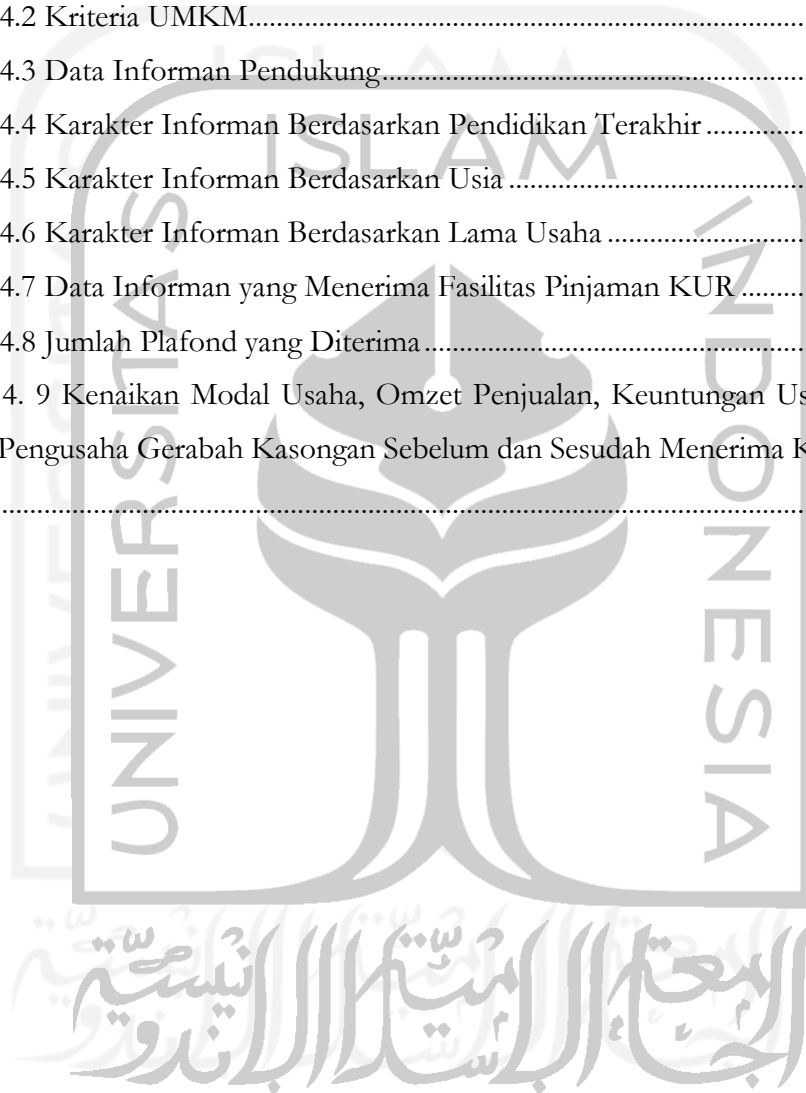 4.2 Kriteria UMKM........................................................................................
4.3 Data Informan Pendukung.............................................................
4.4 Karakter Informan Berdasarkan Pendidikan Terakhir..............
4.5 Karakter Informan Berdasarkan Usia...........................................
4.6 Karakter Informan Berdasarkan Lama Usaha............................
4.7 Data Informan yang Menerima Fasilitas Pinjaman KUR.........
4.8 Jumlah Plafond yang Diterima.......................................................
4. 9 Kenaikan Modal Usaha, Omzet Penjualan, Keuntungan
Pengusaha Gerabah Kasongan Sebelum dan Sesudah Menerima
....................................................................................................................
ISLAM
UNIVERSITAS
INDONESIA